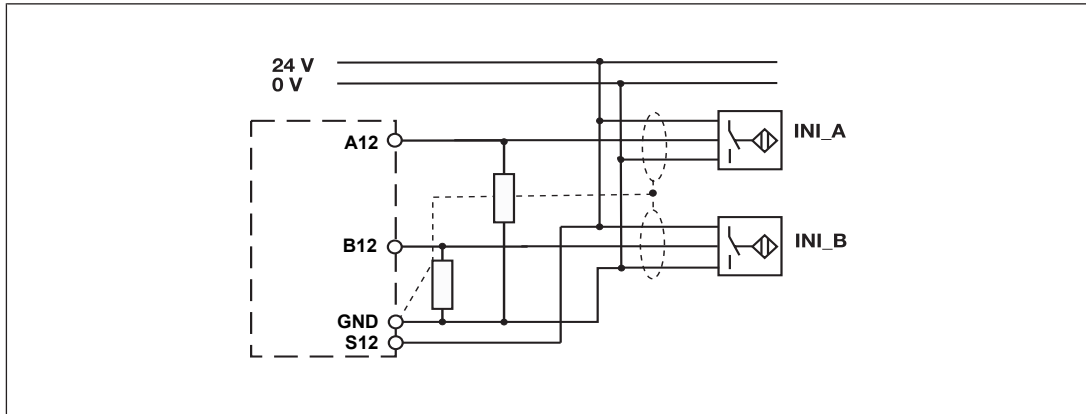 24 V
0 V
A12
INI_A
B12
INI_B
GND
S12